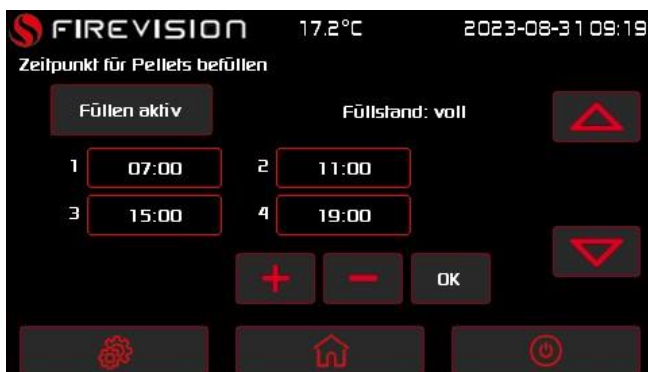 FIREVISION 17.2°C 2023-08-31 09:19
Zeitpunkt für Pellets befüllen
Füllen aktiv Füllstand: voll
1 07:00 2 11:00
3 15:00 4 19:00
+ - OK